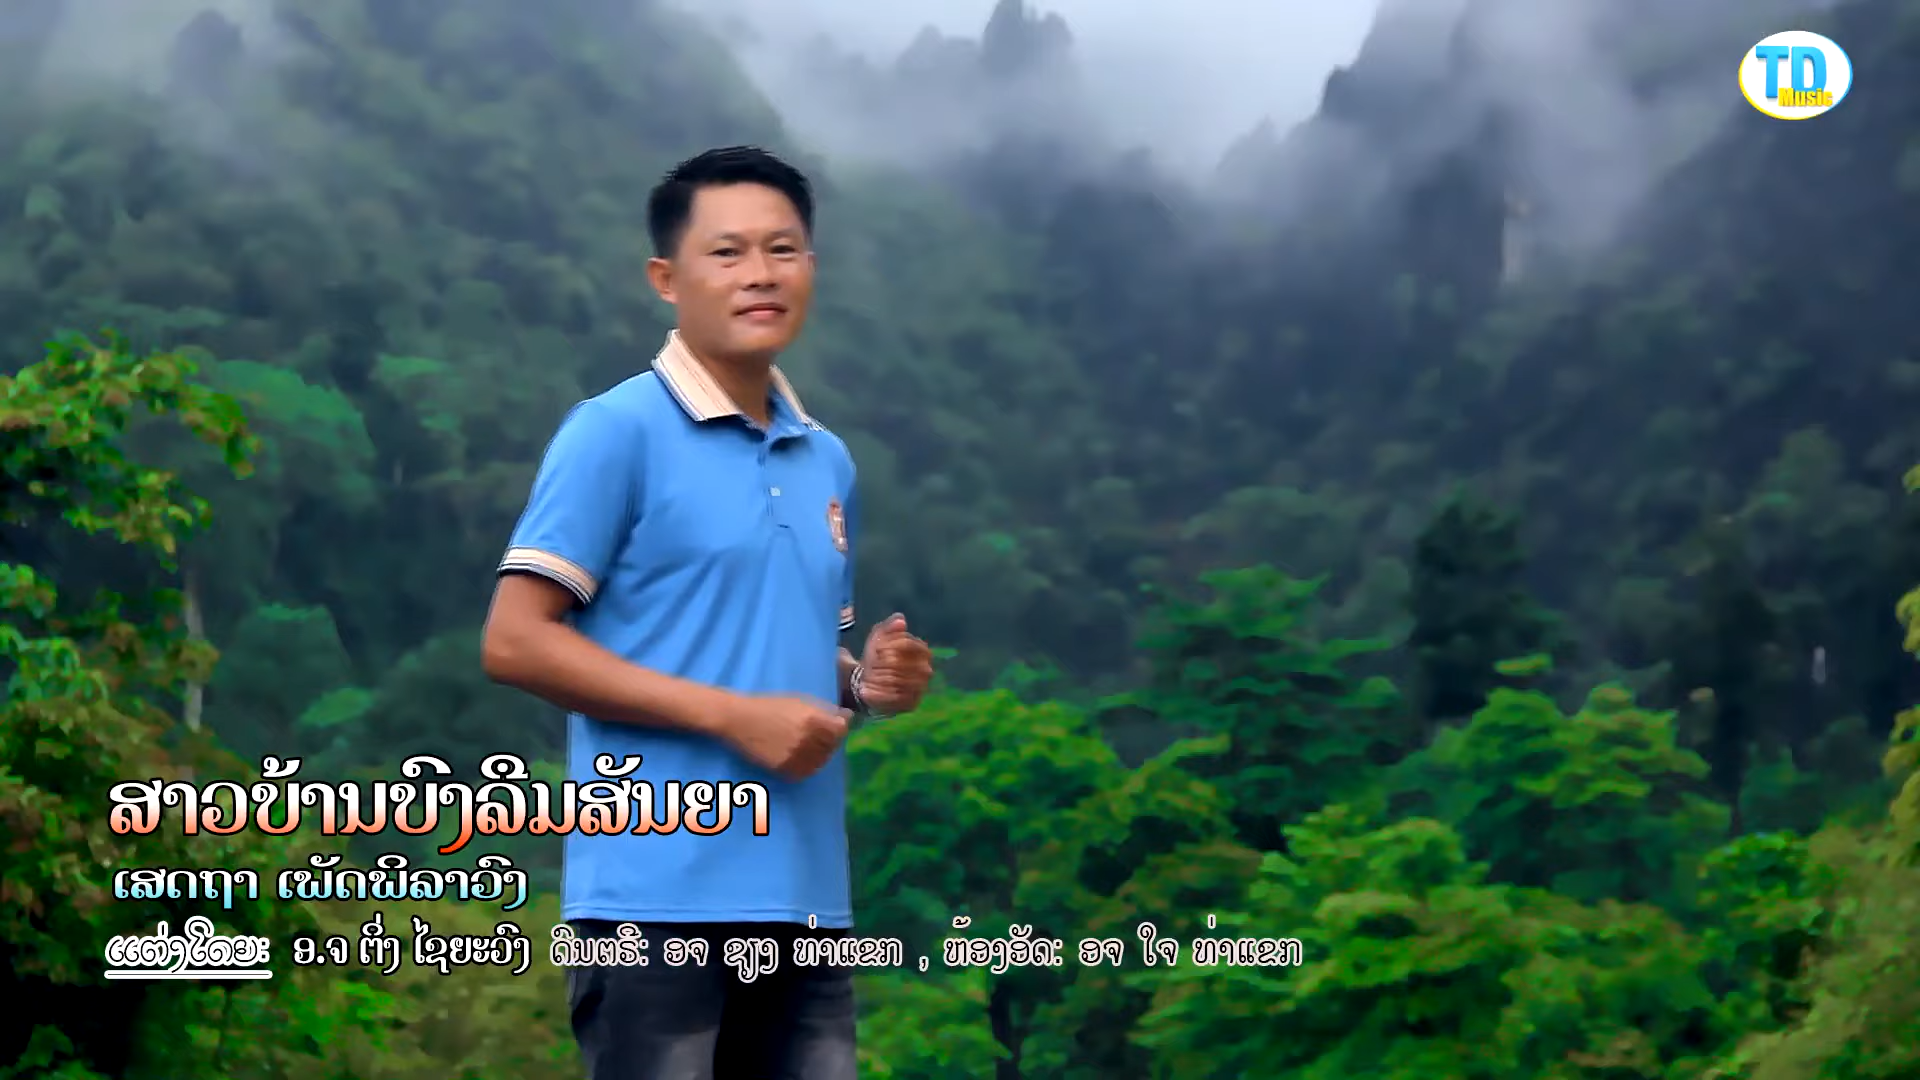 TD
Music
ສາວບ້ານບົງລືມສັນຍາ
ເສດຖາ ເພັດພິລາວົງ
ແຕ່ງໂດຍ: ອ.ຈ ຕິ່ງ ໄຊຍະວົງ ດົນຕຣີ: ອຈ ຊຽງ ທ່າແຂກ , ຫ້ອງອັດ: ອຈ ໃຈ ທ່າແຂກ